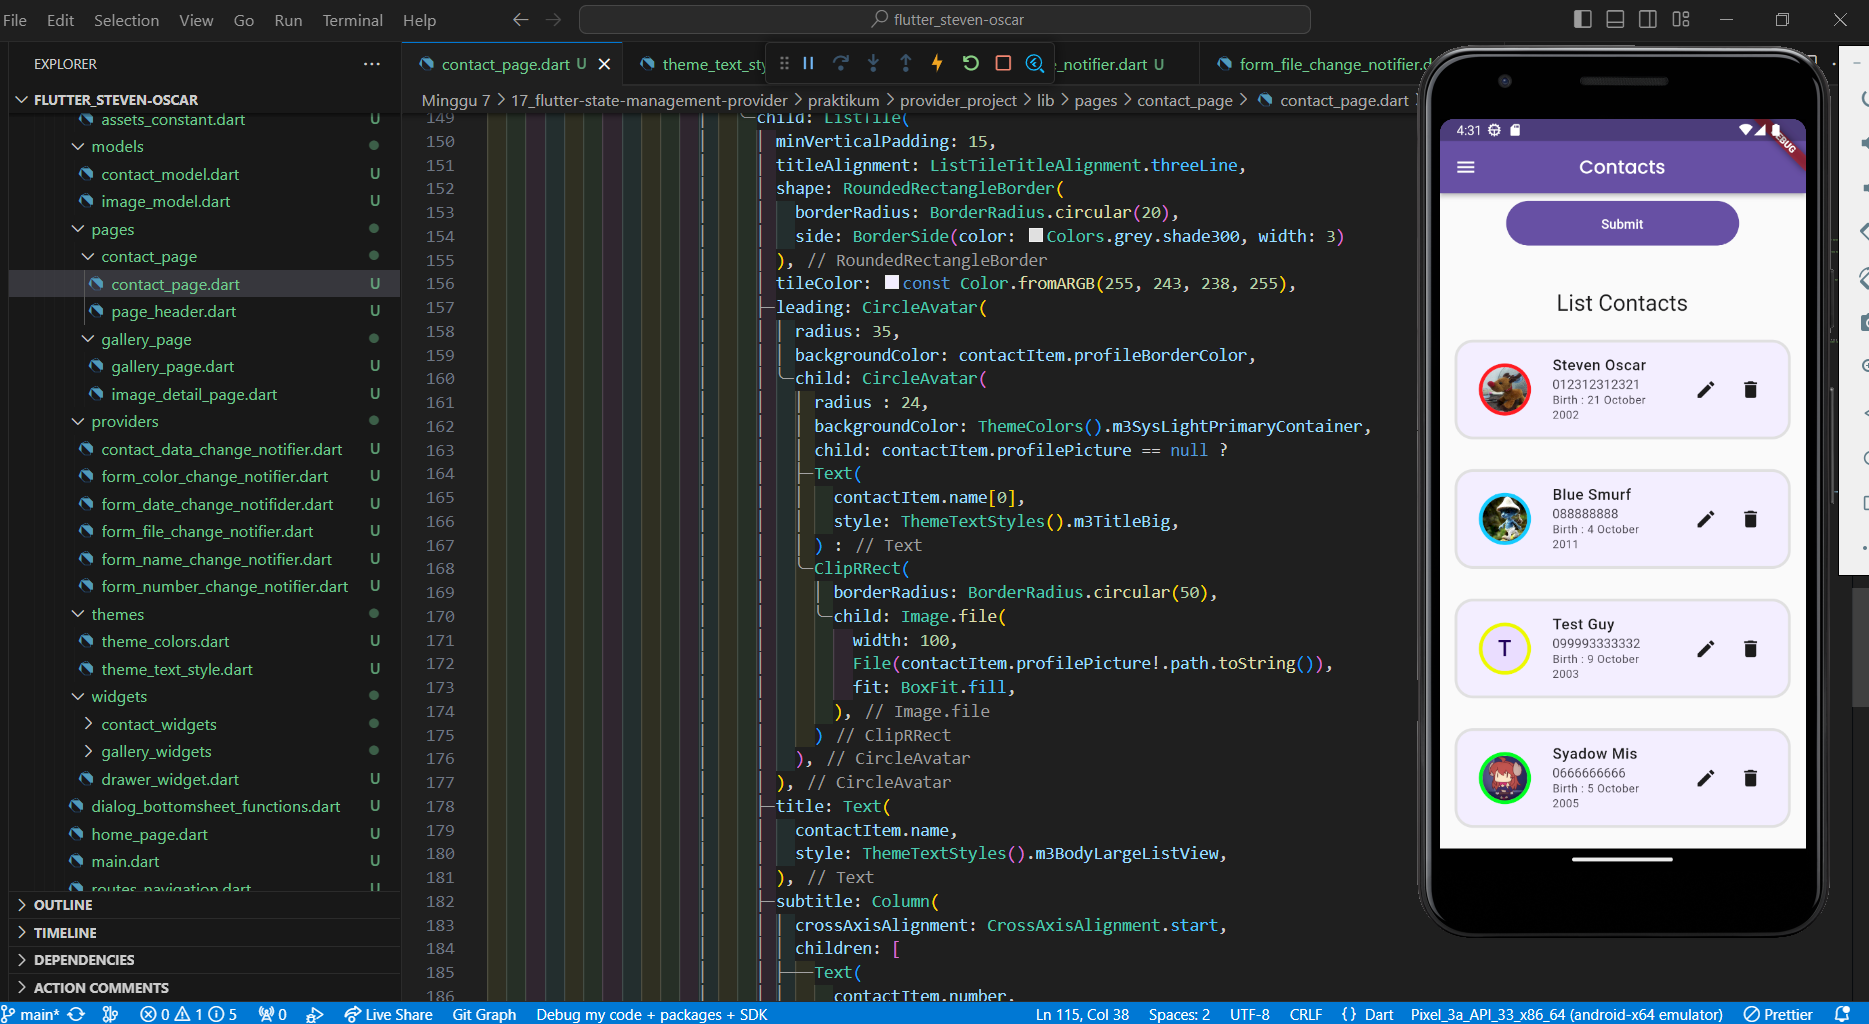 File Edit Selection View Go Run Terminal Help
flutter_steven-oscar
EXPLORER
contact_page.dart U
theme_text_sty
_notifier.dart U
form_file_change_notifier.d
FLUTTER_STEVEN-OSCAR
Minggu 7 > 17_flutter-state-management-provider > praktikum > provider_project > lib > pages > contact_page > contact_page.dart
assets_constant.dart U
models
contact_model.dart U
image_model.dart U
pages
contact_page
contact_page.dart U
page_header.dart U
gallery_page
gallery_page.dart U
image_detail_page.dart U
providers
contact_data_change_notifier.dart U
form_color_change_notifier.dart U
form_date_change_notifider.dart U
form_file_change_notifier.dart U
form_name_change_notifier.dart U
form_number_change_notifier.dart U
themes
theme_colors.dart U
theme_text_style.dart U
widgets
contact_widgets
gallery_widgets
drawer_widget.dart U
dialog_bottomsheet_functions.dart U
home_page.dart U
main.dart U
routes_navigation.dart U
OUTLINE
TIMELINE
DEPENDENCIES
ACTION COMMENTS
149 child: ListTile(
150 minVerticalPadding: 15,
151 titleAlignment: ListTileTitleAlignment.threeLine,
152 shape: RoundedRectangleBorder(
153 borderRadius: BorderRadius.circular(20),
154 side: BorderSide(color: Colors.grey.shade300, width: 3)
155 ), // RoundedRectangleBorder
156 tileColor: const Color.fromARGB(255, 243, 238, 255),
157 leading: CircleAvatar(
158 radius: 35,
159 backgroundColor: contactItem.profileBorderColor,
160 child: CircleAvatar(
161 radius : 24,
162 backgroundColor: ThemeColors().m3SysLightPrimaryContainer,
163 child: contactItem.profilePicture == null ?
164 Text(
165 contactItem.name[0],
166 style: ThemeTextStyles().m3TitleBig,
167 ) : // Text
168 ClipRRect(
169 borderRadius: BorderRadius.circular(50),
170 child: Image.file(
171 width: 100,
172 File(contactItem.profilePicture!.path.toString()),
173 fit: BoxFit.fill,
174 ), // Image.file
175 ) // ClipRRect
176 ), // CircleAvatar
177 ), // CircleAvatar
178 title: Text(
179 contactItem.name,
180 style: ThemeTextStyles().m3BodyLargeListView,
181 ), // Text
182 subtitle: Column(
183 crossAxisAlignment: CrossAxisAlignment.start,
184 children: [
185 Text(
186 contactItem.number,
4:31
DEBUG
Contacts
Submit
List Contacts
Steven Oscar
012312312321
Birth : 21 October
2002
Blue Smurf
088888888
Birth : 4 October
2011
T
Test Guy
099993333332
Birth : 9 October
2003
Syadow Mis
0666666666
Birth : 5 October
2005
main* 0 1 5 0 Live Share Git Graph Debug my code + packages + SDK
Ln 115, Col 38 Spaces: 2 UTF-8 CRLF { } Dart Pixel_3a_API_33_x86_64 (android-x64 emulator) Prettier